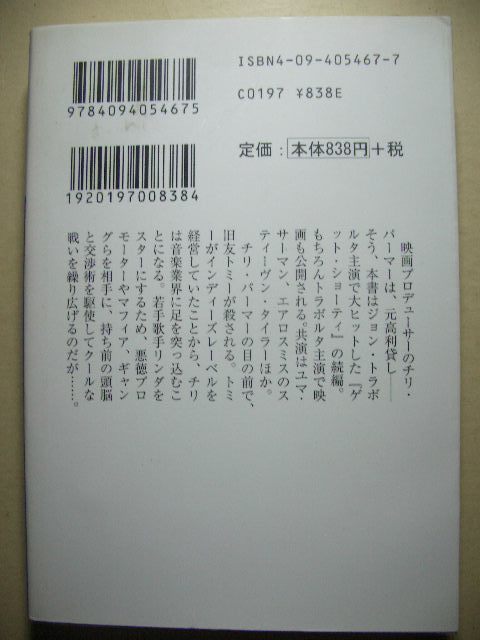 ISBN4-09-405467-7
C0197 ¥838E
定価：本体838円＋税
9784094054675
1920197008384
映画プロデューサーのチリ・
パーマーは、元高利貸し——
そう、本書はジョン・トラボ
ルタ主演で大ヒットした『ゲ
ット・ショーティ』の続編。
もちろんトラボルタ主演で映
画も公開される。共演はユマ・
サーマン、エアロスミスのス
ティーヴン・タイラーほか。
チリ・パーマーの目の前で、
旧友トミーが殺される。トミ
ーがインディーズレーベルを
経営していたことから、チリ
は音楽業界に足を突っ込むこ
とになる。若手歌手リンダを
スターにするため、悪徳プロ
モーターやマフィア、ギャン
グらを相手に、持ち前の頭脳
と交渉術を駆使してクールな
戦いを繰り広げるのだが……。